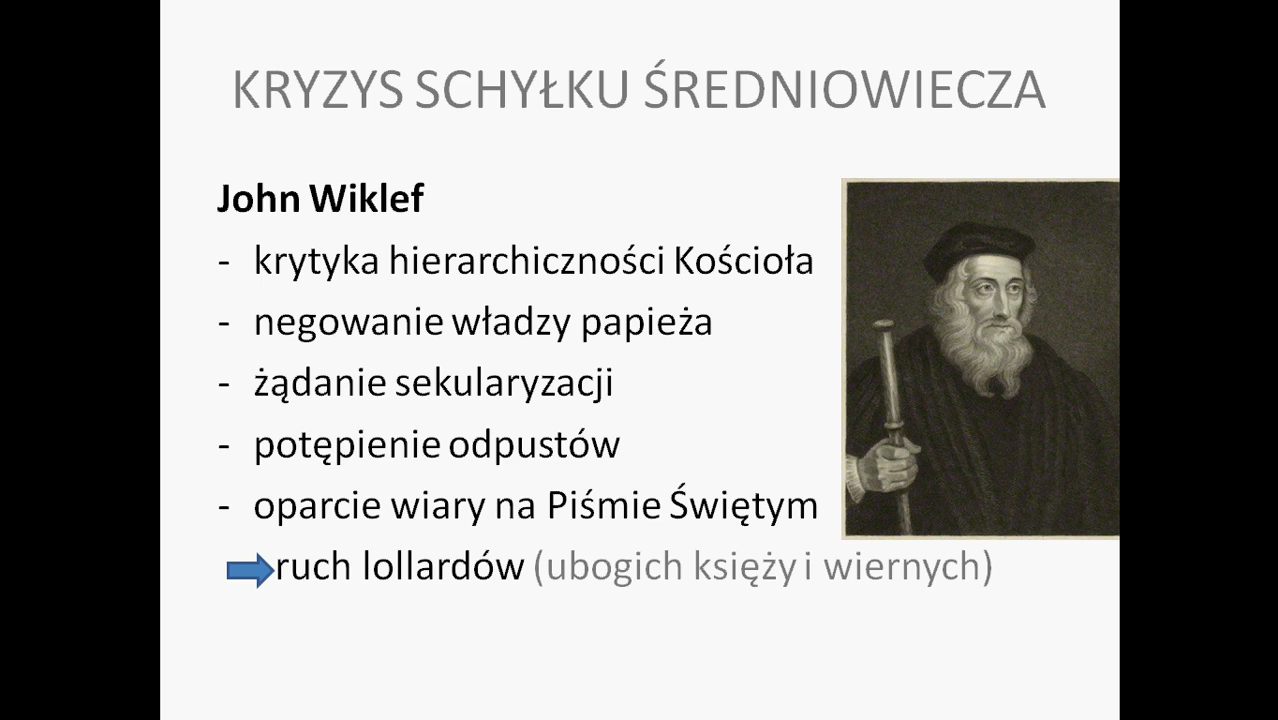 KRYZYS SCHYŁKU ŚREDNIOWIECZA
John Wiklef
- krytyka hierarchiczności Kościoła
- negowanie władzy papieża
- żądanie sekularyzacji
- potępienie odpustów
- oparcie wiary na Piśmie Świętym
ruch lollardów (ubogich księży i wiernych)